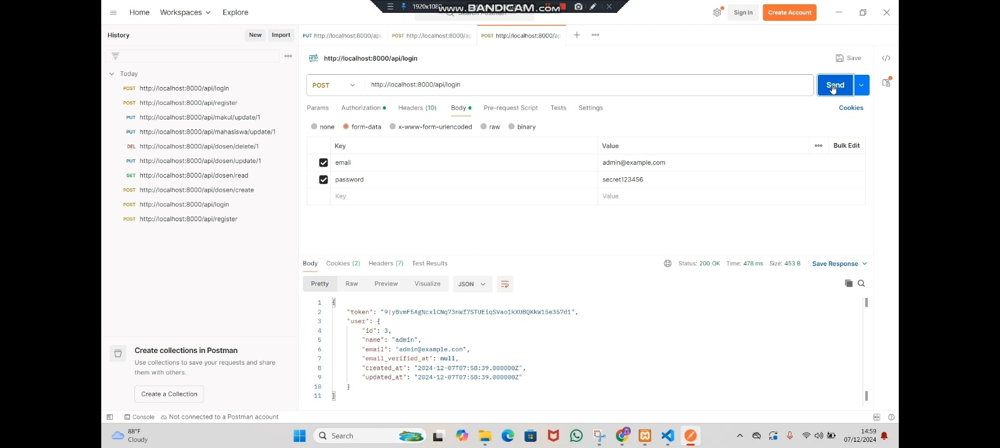 1920x1080
www.BANDICAM.com
Home Workspaces Explore
Search Postman
Sign In Create Account
History New Import
PUT http://localhost:8000/api POST http://localhost:8000/ap POST http://localhost:8000/ap
HTTP http://localhost:8000/api/login Save
Today
POST http://localhost:8000/api/login
POST http://localhost:8000/api/register
PUT http://localhost:8000/api/makul/update/1
PUT http://localhost:8000/api/mahasiswa/update/1
DEL http://localhost:8000/api/dosen/delete/1
PUT http://localhost:8000/api/dosen/update/1
GET http://localhost:8000/api/dosen/read
POST http://localhost:8000/api/dosen/create
POST http://localhost:8000/api/login
POST http://localhost:8000/api/register
Create collections in Postman
Use collections to save your requests and share
them with others.
Create a Collection
POST http://localhost:8000/api/login Send
Params Authorization Headers (10) Body Pre-request Script Tests Settings Cookies
none form-data x-www-form-urlencoded raw binary
Key Value Bulk Edit
email admin@example.com
password secret123456
Key Value
Body Cookies (2) Headers (7) Test Results Status: 200 OK Time: 478 ms Size: 453 B Save Response
Pretty Raw Preview Visualize JSON
1 {
2 "token": "9|yBvmF5AgNcxlCNq73nWf7STUEiqSVao1kXUBQKkW15e357d1",
3 "user": {
4 "id": 3,
5 "name": "admin",
6 "email": "admin@example.com",
7 "email_verified_at": null,
8 "created_at": "2024-12-07T07:58:39.000000Z",
9 "updated_at": "2024-12-07T07:58:39.000000Z"
10 }
11 }
Console Not connected to a Postman account
88°F
Cloudy
Search
14:59
07/12/2024